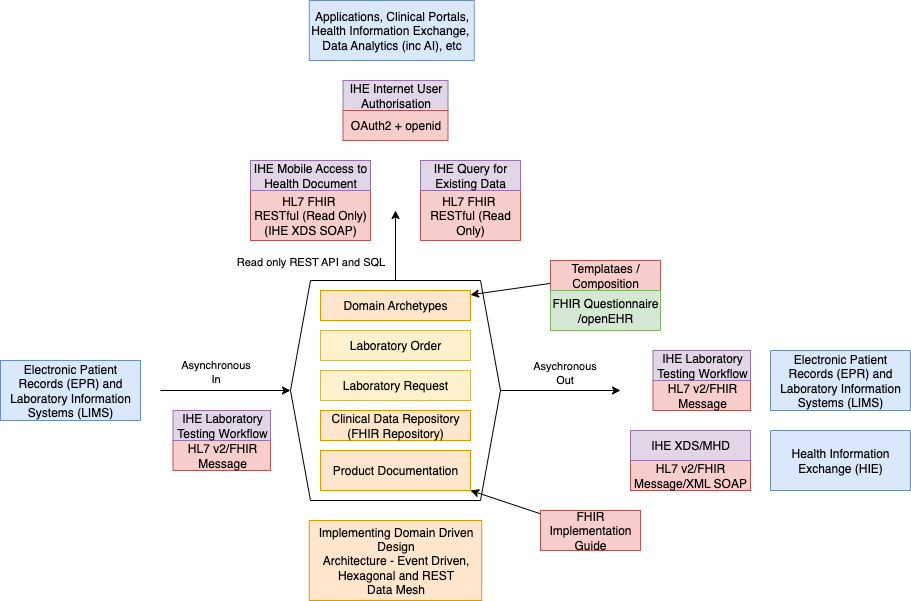 Applications, Clinical Portals,
Health Information Exchange,
Data Analytics (inc AI), etc
IHE Internet User
Authorisation
OAuth2 + openid
IHE Mobile Access to
Health Document
HL7 FHIR
RESTful (Read Only)
(IHE XDS SOAP)
IHE Query for
Existing Data
HL7 FHIR
RESTful (Read
Only)
Read only REST API and SQL
Templataes /
Composition
FHIR Questionnaire
/openEHR
Domain Archetypes
Laboratory Order
Laboratory Request
Clinical Data Repository
(FHIR Repository)
Product Documentation
Electronic Patient
Records (EPR) and
Laboratory Information
Systems (LIMS)
Asynchronous
In
IHE Laboratory
Testing Workflow
HL7 v2/FHIR
Message
Asychronous
Out
IHE Laboratory
Testing Workflow
HL7 v2/FHIR
Message
Electronic Patient
Records (EPR) and
Laboratory Information
Systems (LIMS)
IHE XDS/MHD
HL7 v2/FHIR
Message/XML SOAP
Health Information
Exchange (HIE)
FHIR
Implementation
Guide
Implementing Domain Driven
Design
Architecture - Event Driven,
Hexagonal and REST
Data Mesh